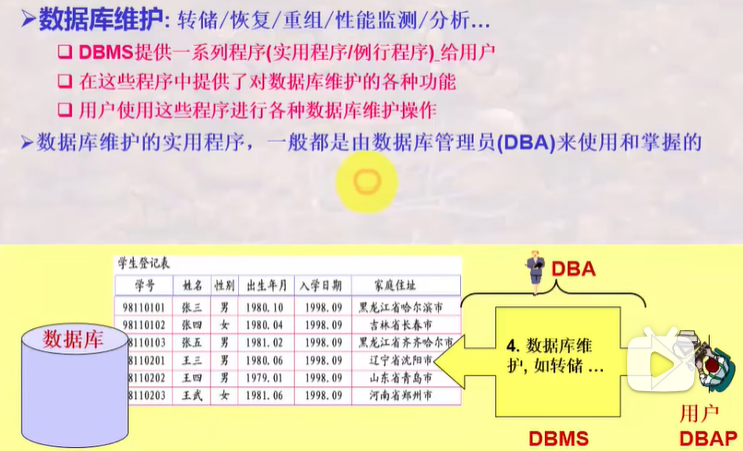 ➢数据库维护: 转储/恢复/重组/性能监测/分析…
❑ DBMS提供一系列程序(实用程序/例行程序) 给用户
❑ 在这些程序中提供了对数据库维护的各种功能
❑ 用户使用这些程序进行各种数据库维护操作
➢数据库维护的实用程序，一般都是由数据库管理员(DBA)来使用和掌握的
学生登记表
学号 姓名 性别 出生年月 入学日期 家庭住址
98110101 张三 男 1980.10 1998.09 黑龙江省哈尔滨市
98110102 张四 女 1980.04 1998.09 吉林省长春市
98110103 张五 男 1981.02 1998.09 黑龙江省齐齐哈尔市
98110201 王三 男 1980.06 1998.09 辽宁省沈阳市
98110202 王四 男 1979.01 1998.09 山东省青岛市
98110203 王武 女 1981.06 1998.09 河南省郑州市
数据库
DBA
4. 数据库维
护, 如转储 …
DBMS
用户
DBAP